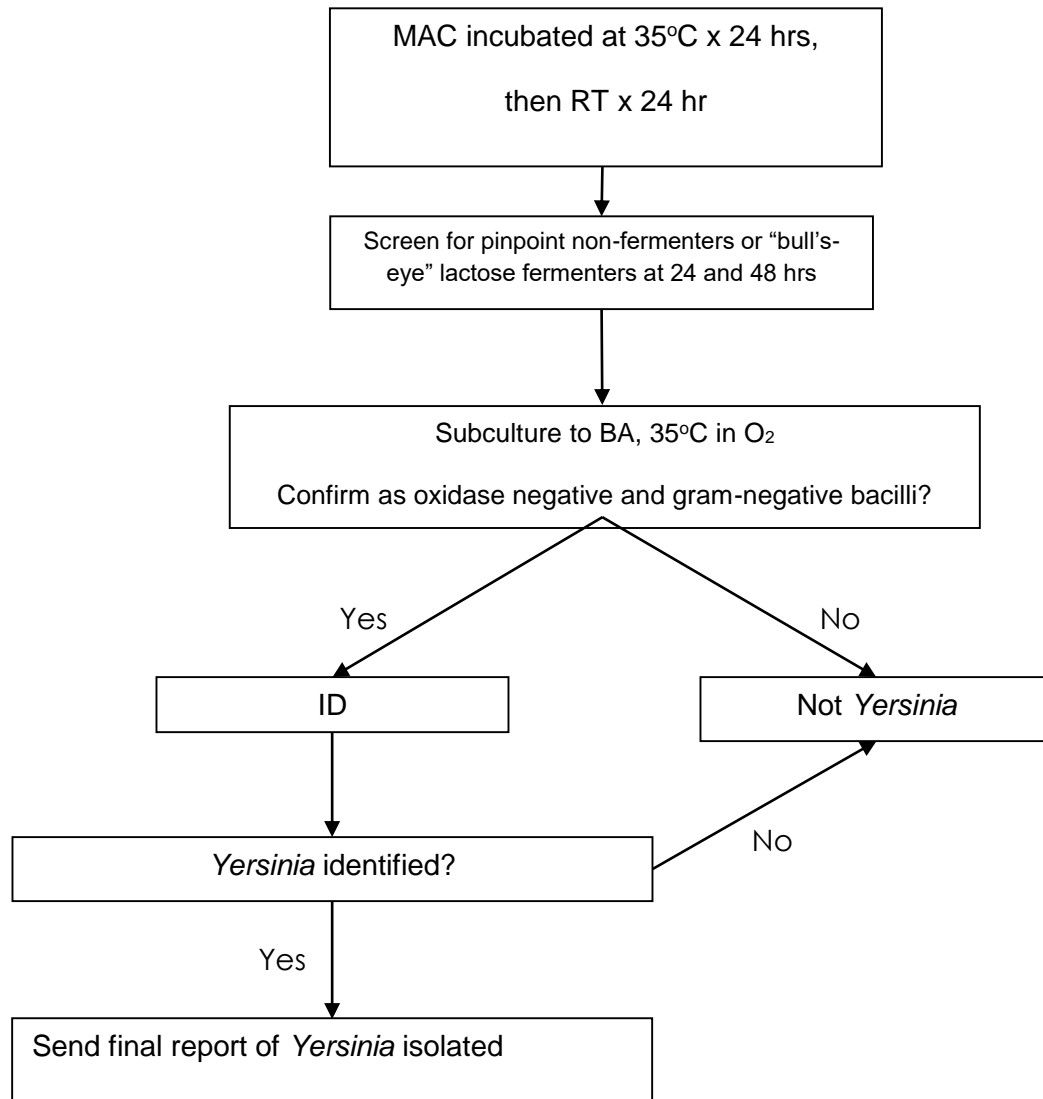 MAC incubated at 35oC x 24 hrs,
then RT x 24 hr
Screen for pinpoint non-fermenters or “bull’s-
eye” lactose fermenters at 24 and 48 hrs
Subculture to BA, 35oC in O2
Confirm as oxidase negative and gram-negative bacilli?
Yes
No
ID
Not Yersinia
Yersinia identified?
No
Yes
Send final report of Yersinia isolated